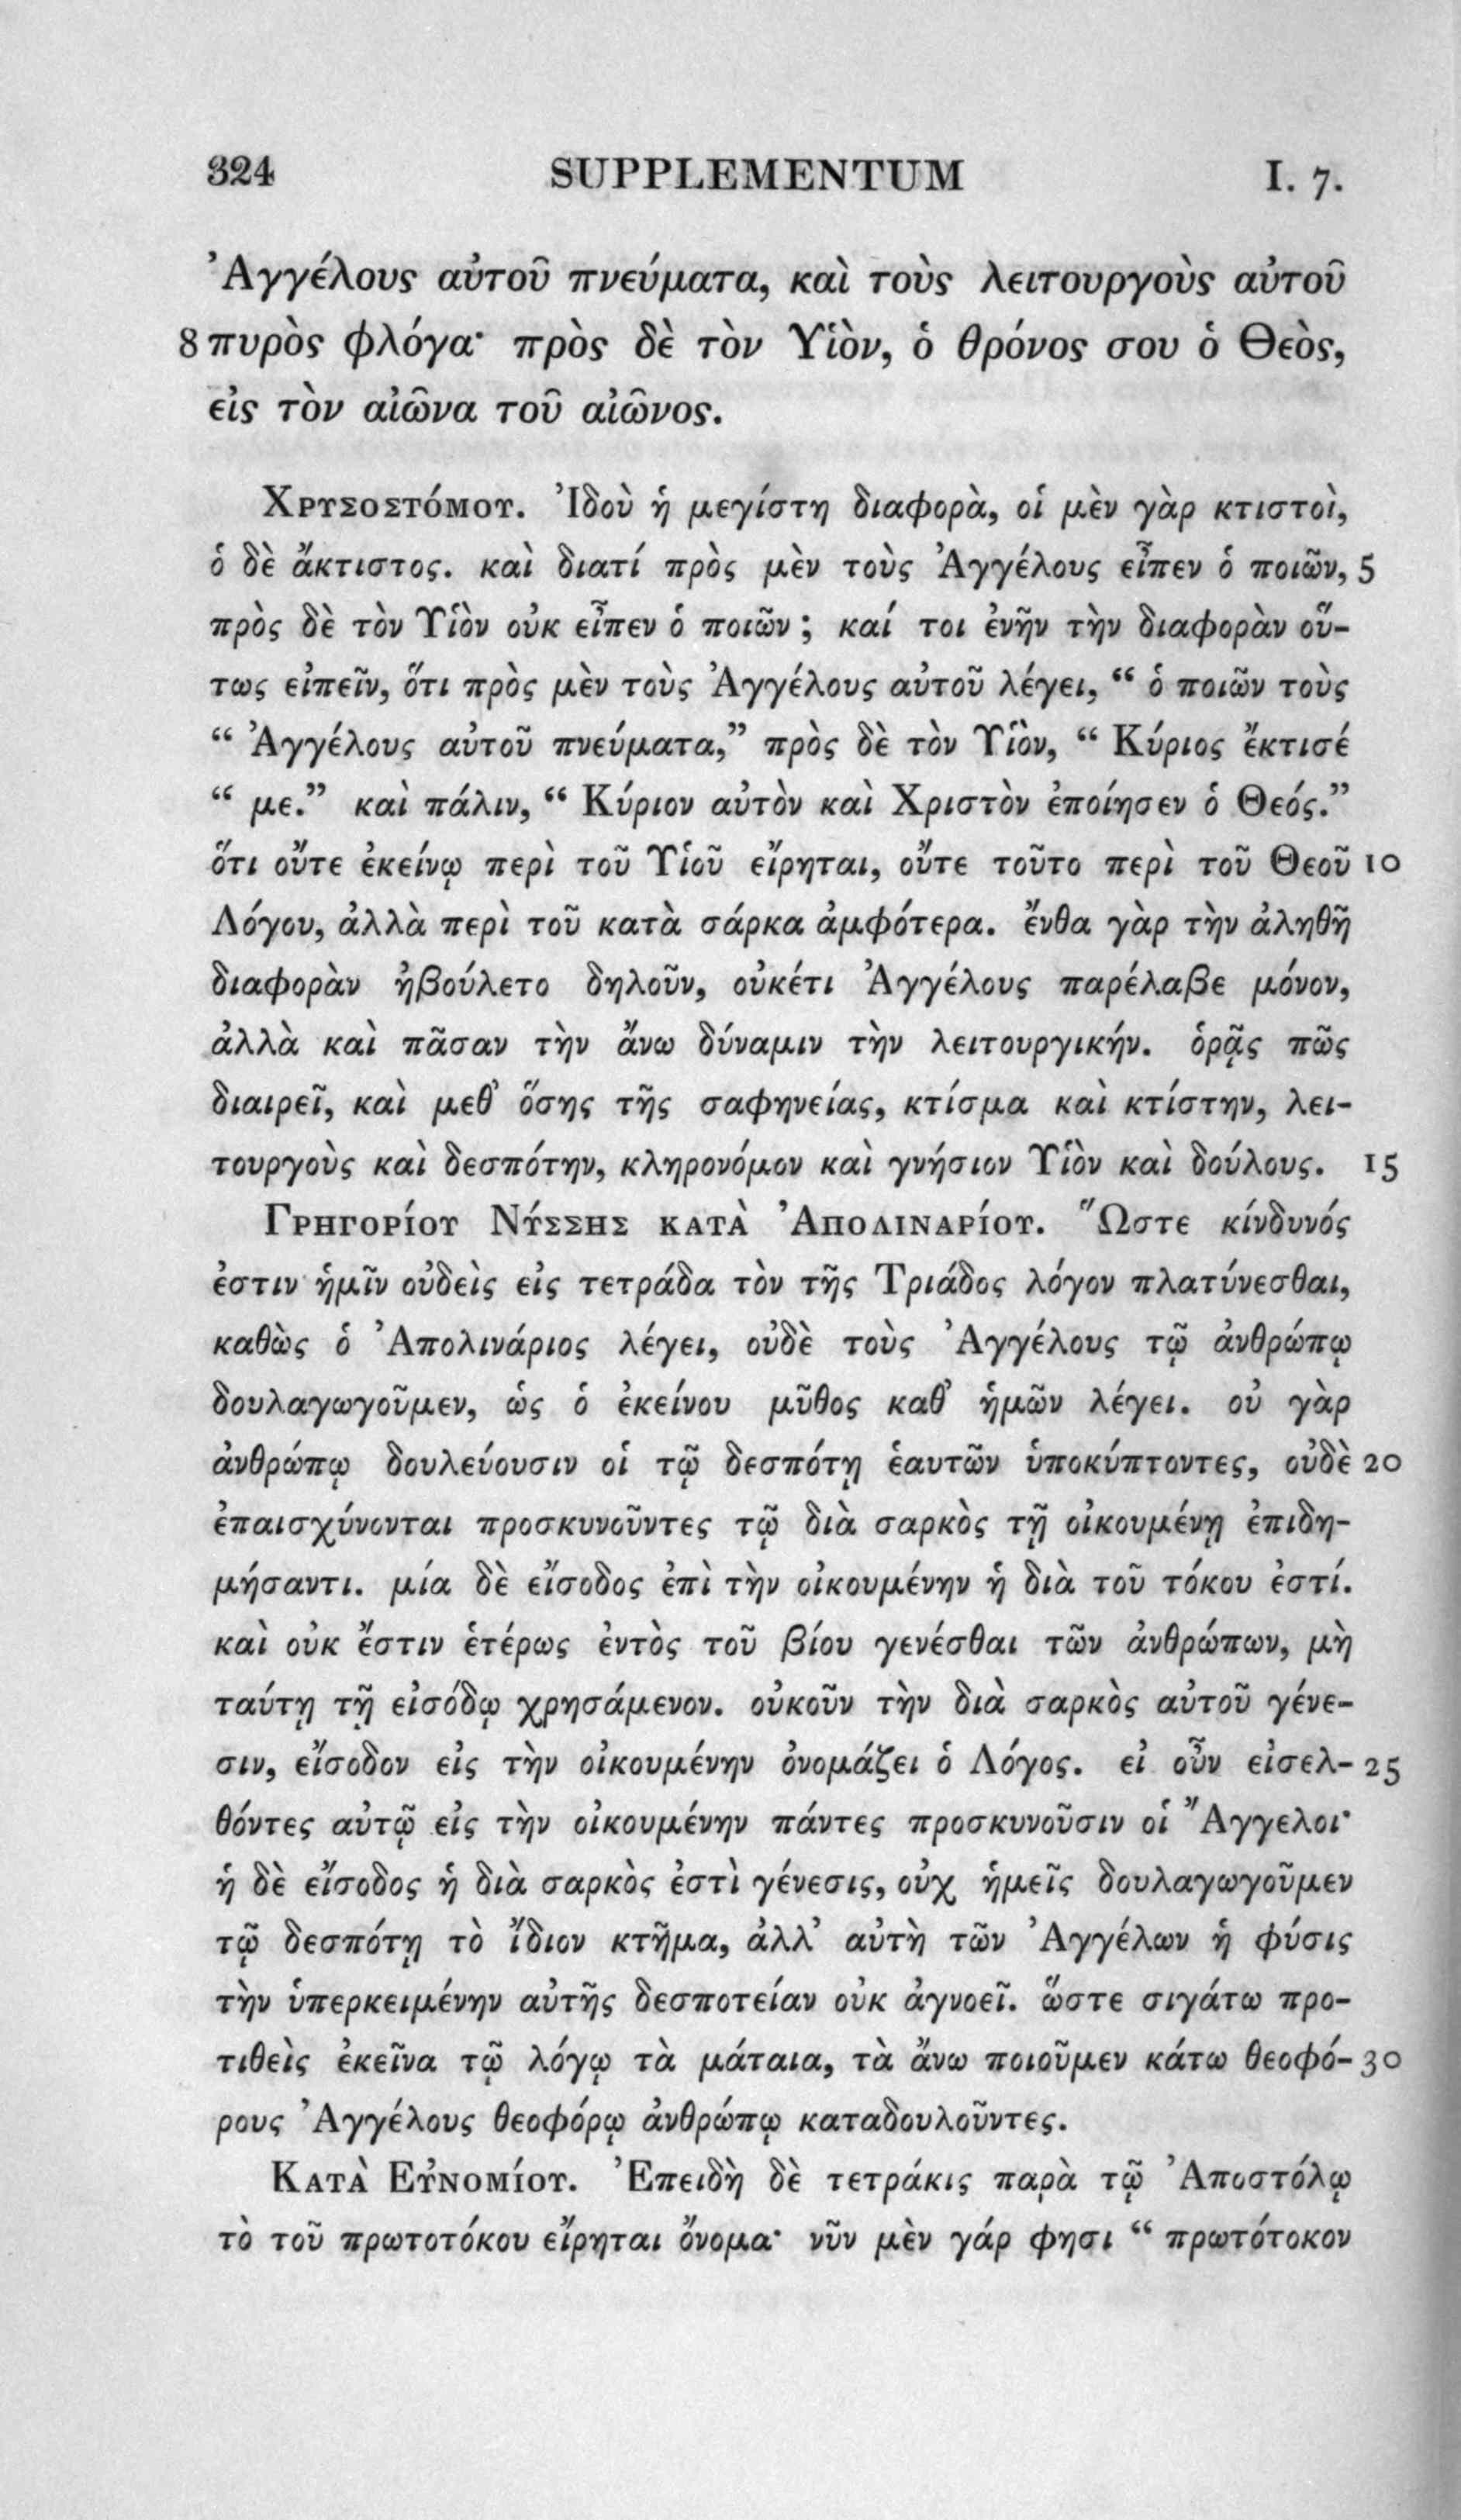 324 SUPPLEMENTUM I. 7.
Ἀγγέλους αὐτοῦ πνεύματα, καὶ τοὺς λειτουργοὺς αὐτοῦ
8 πυρὸς φλόγα· πρὸς δὲ τὸν Υἱὸν, ὁ θρόνος σου ὁ Θεὸς,
εἰς τὸν αἰῶνα τοῦ αἰῶνος.
Χρυσοστόμου. Ἰδοὺ ἡ μεγίστη διαφορὰ, οἱ μὲν γὰρ κτιστοὶ,
ὁ δὲ ἄκτιστος. καὶ διατί πρὸς μὲν τοὺς Ἀγγέλους εἶπεν ὁ ποιῶν, 5
πρὸς δὲ τὸν Υἱὸν οὐκ εἶπεν ὁ ποιῶν ; καί τοι ἐνῆν τὴν διαφορὰν οὕ-
τως εἰπεῖν, ὅτι πρὸς μὲν τοὺς Ἀγγέλους αὐτοῦ λέγει, “ ὁ ποιῶν τοὺς
“ Ἀγγέλους αὐτοῦ πνεύματα,” πρὸς δὲ τὸν Υἱὸν, “ Κύριος ἔκτισέ
“ με.” καὶ πάλιν, “ Κύριον αὐτὸν καὶ Χριστὸν ἐποίησεν ὁ Θεός.”
ὅτι οὔτε ἐκείνῳ περὶ τοῦ Υἱοῦ εἴρηται, οὔτε τοῦτο περὶ τοῦ Θεοῦ 10
Λόγου, ἀλλὰ περὶ τοῦ κατὰ σάρκα ἀμφότερα. ἔνθα γὰρ τὴν ἀληθῆ
διαφορὰν ἠβούλετο δηλοῦν, οὐκέτι Ἀγγέλους παρέλαβε μόνον,
ἀλλὰ καὶ πᾶσαν τὴν ἄνω δύναμιν τὴν λειτουργικήν. ὁρᾷς πῶς
διαιρεῖ, καὶ μεθ’ ὅσης τῆς σαφηνείας, κτίσμα καὶ κτίστην, λει-
τουργοὺς καὶ δεσπότην, κληρονόμον καὶ γνήσιον Υἱὸν καὶ δούλους. 15
Γρηγορίου Νύσσης κατὰ Ἀπολιναρίου. Ὥστε κίνδυνός
ἐστιν ἡμῖν οὐδεὶς εἰς τετράδα τὸν τῆς Τριάδος λόγον πλατύνεσθαι,
καθὼς ὁ Ἀπολινάριος λέγει, οὐδὲ τοὺς Ἀγγέλους τῷ ἀνθρώπῳ
δουλαγωγοῦμεν, ὡς ὁ ἐκείνου μῦθος καθ’ ἡμῶν λέγει. οὐ γὰρ
ἀνθρώπῳ δουλεύουσιν οἱ τῷ δεσπότῃ ἑαυτῶν ὑποκύπτοντες, οὐδὲ 20
ἐπαισχύνονται προσκυνοῦντες τῷ διὰ σαρκὸς τῇ οἰκουμένῃ ἐπιδη-
μήσαντι. μία δὲ εἴσοδος ἐπὶ τὴν οἰκουμένην ἡ διὰ τοῦ τόκου ἐστί.
καὶ οὐκ ἔστιν ἑτέρως ἐντὸς τοῦ βίου γενέσθαι τῶν ἀνθρώπων, μὴ
ταύτῃ τῇ εἰσόδῳ χρησάμενον. οὐκοῦν τὴν διὰ σαρκὸς αὐτοῦ γένε-
σιν, εἴσοδον εἰς τὴν οἰκουμένην ὀνομάζει ὁ Λόγος. εἰ οὖν εἰσελ- 25
θόντες αὐτῷ εἰς τὴν οἰκουμένην πάντες προσκυνοῦσιν οἱ Ἄγγελοι·
ἡ δὲ εἴσοδος ἡ διὰ σαρκὸς ἐστὶ γένεσις, οὐχ ἡμεῖς δουλαγωγοῦμεν
τῷ δεσπότῃ τὸ ἴδιον κτῆμα, ἀλλ’ αὐτὴ τῶν Ἀγγέλων ἡ φύσις
τὴν ὑπερκειμένην αὐτῆς δεσποτείαν οὐκ ἀγνοεῖ. ὥστε σιγάτω προ-
τιθεὶς ἐκεῖνα τῷ λόγῳ τὰ μάταια, τὰ ἄνω ποιοῦμεν κάτω θεοφό- 30
ρους Ἀγγέλους θεοφόρῳ ἀνθρώπῳ καταδουλοῦντες.
Κατὰ Εὐνομίου. Ἐπειδὴ δὲ τετράκις παρὰ τῷ Ἀποστόλῳ
τὸ τοῦ πρωτοτόκου εἴρηται ὄνομα· νῦν μὲν γάρ φησι “ πρωτότοκον